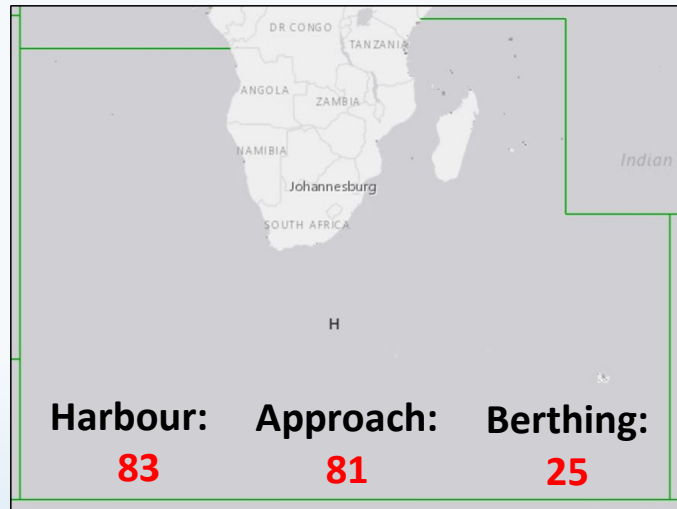 DR CONGO
TANZANIA
ANGOLA
ZAMBIA
NAMIBIA
Indian
Johannesburg
SOUTH AFRICA
H
Harbour: Approach: Berthing:
83 81 25